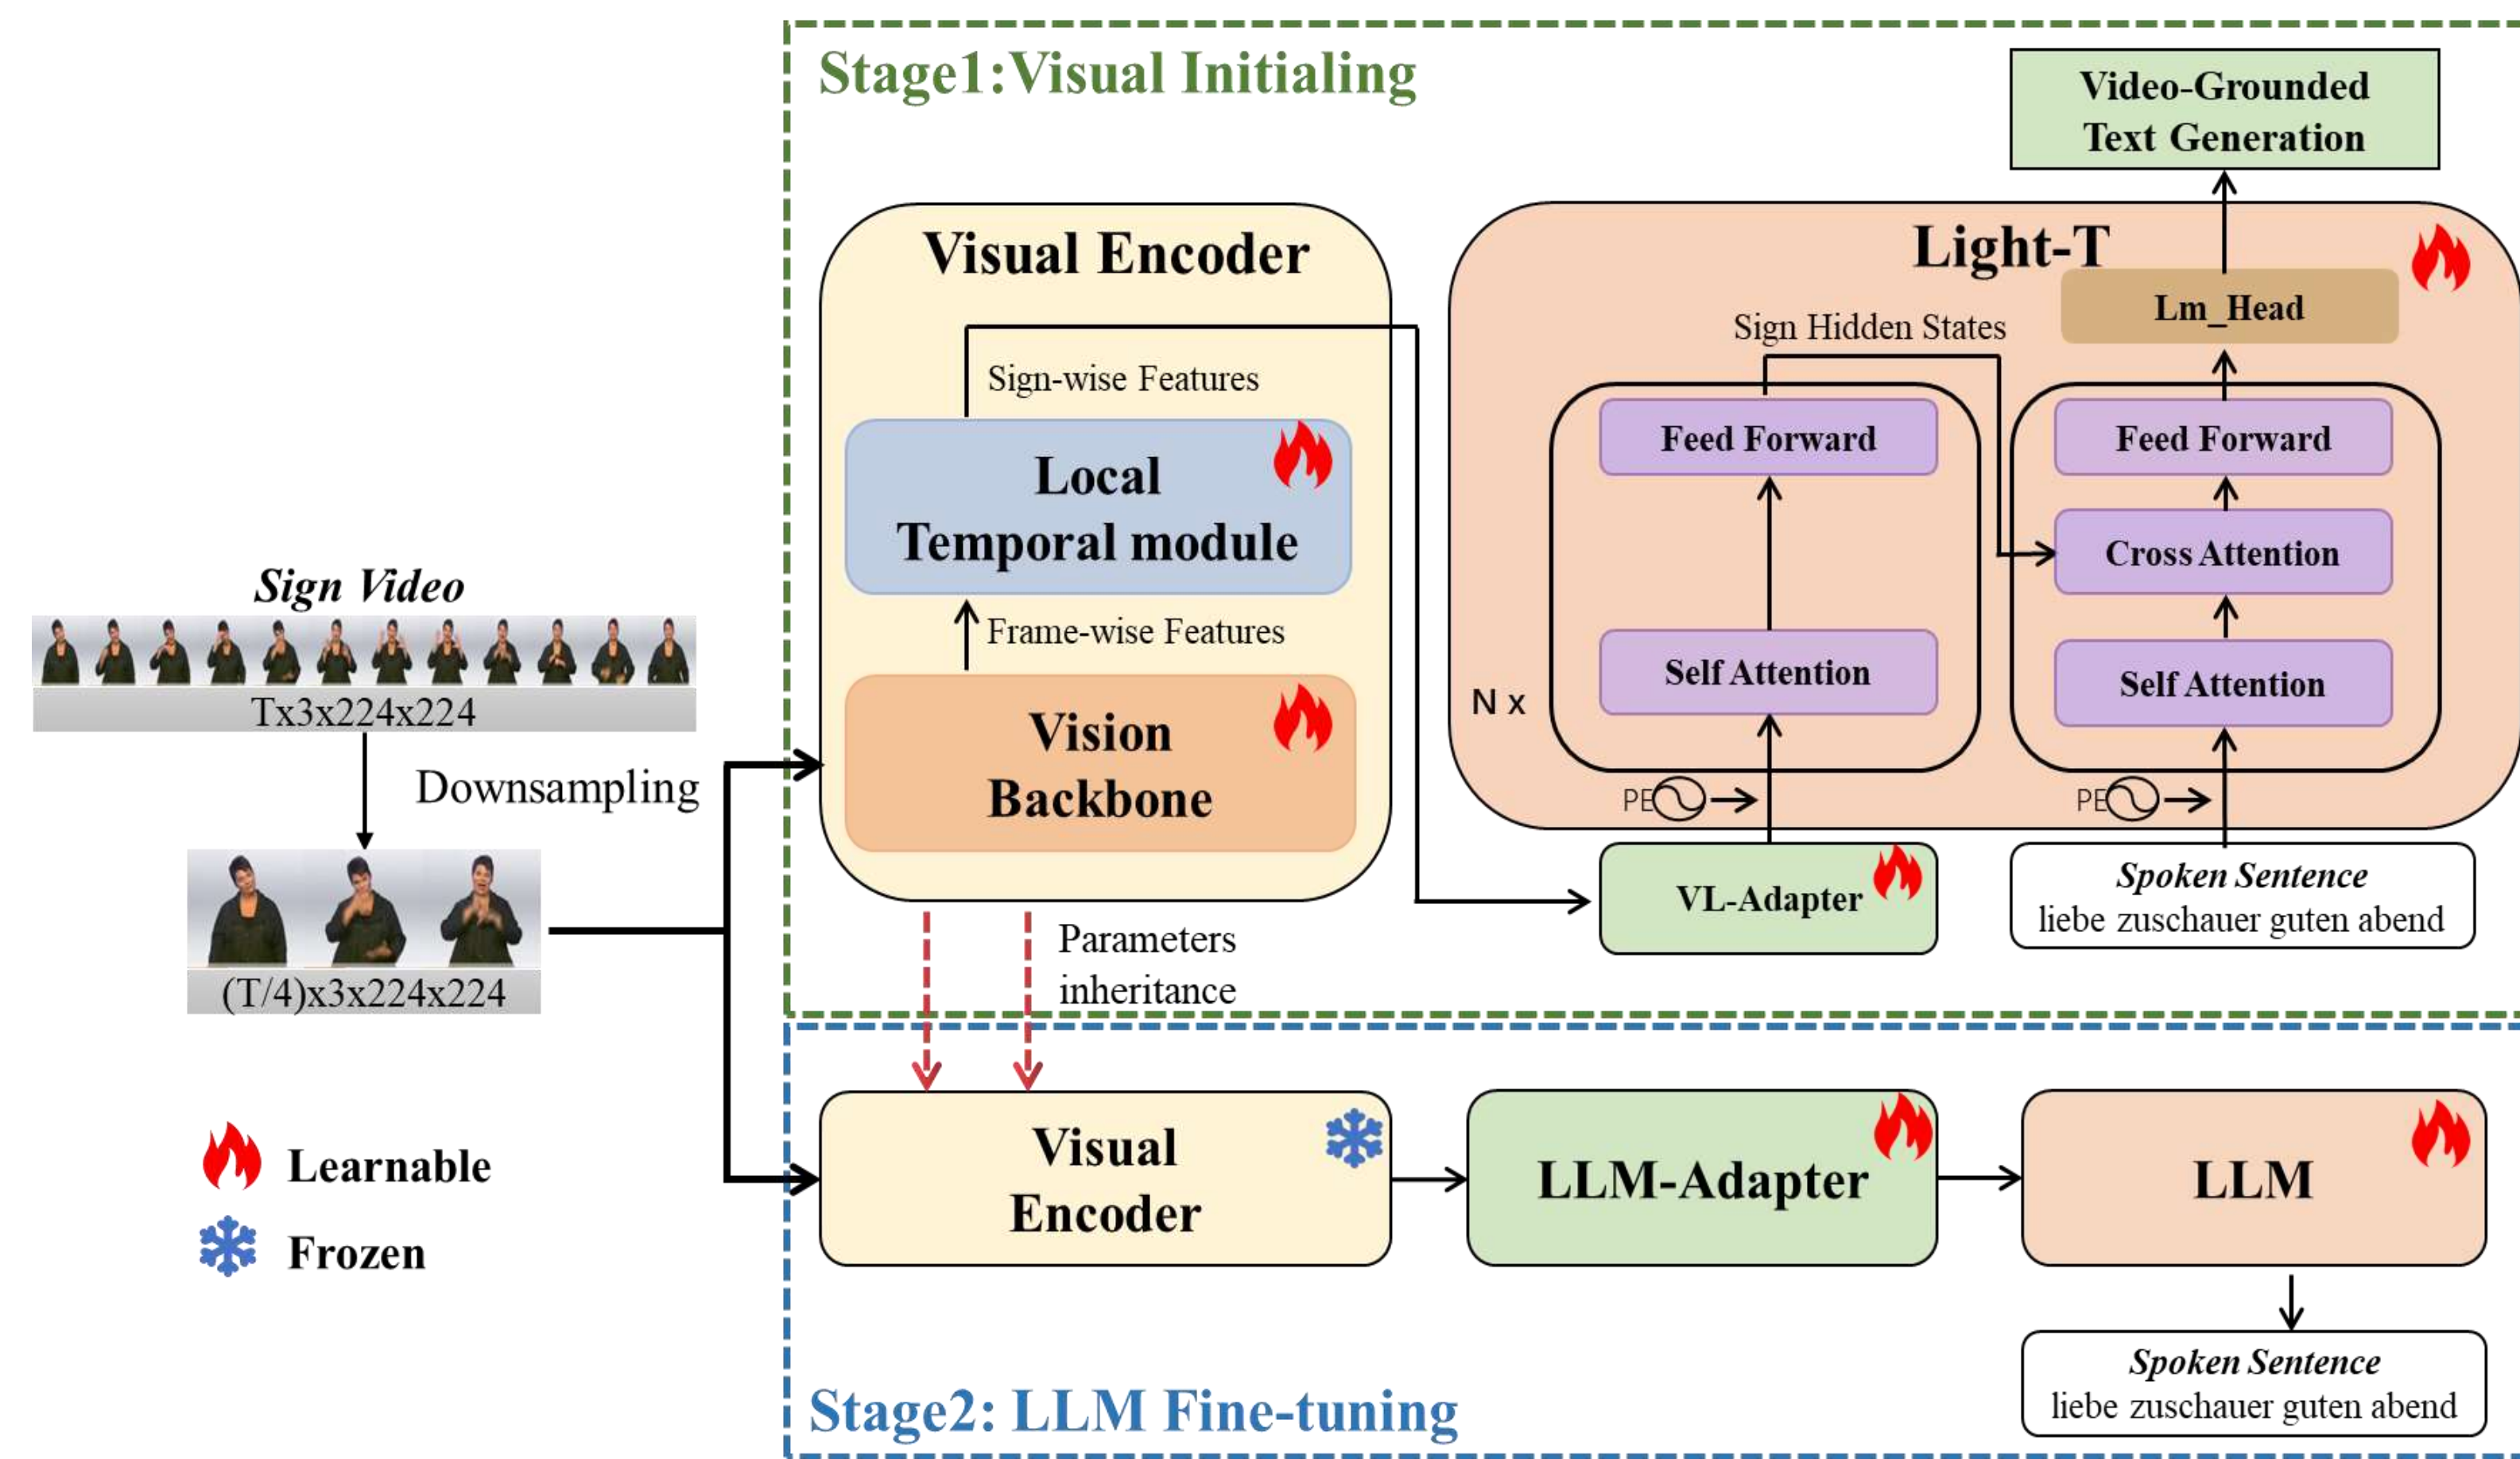 Stage1:Visual Initialing
Video-Grounded
Text Generation
Visual Encoder
Light-T
Lm_Head
Sign Hidden States
Sign-wise Features
Feed Forward
Feed Forward
Local
Temporal module
Cross Attention
Sign Video
Frame-wise Features
Self Attention
Self Attention
N x
Tx3x224x224
Vision
Backbone
Downsampling
PE
PE
VL-Adapter
Spoken Sentence
liebe zuschauer guten abend
Parameters
inheritance
(T/4)x3x224x224
Learnable
Frozen
Visual
Encoder
LLM-Adapter
LLM
Spoken Sentence
liebe zuschauer guten abend
Stage2: LLM Fine-tuning